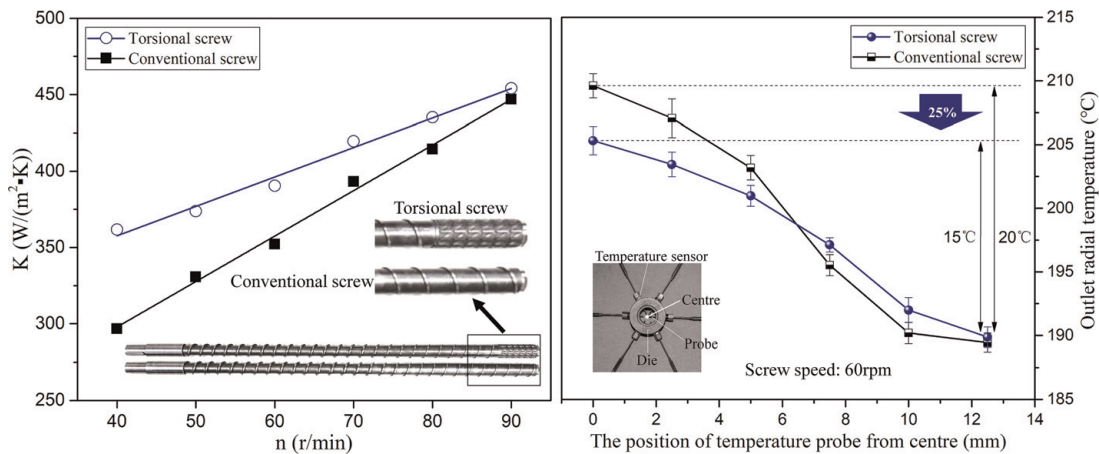 500
450
400
350
300
250
K (W/(m²▪K))
Torsional screw
Conventional screw
Torsional screw
Conventional screw
40 50 60 70 80 90
n (r/min)
Torsional screw
Conventional screw
25%
15℃
20℃
Temperature sensor
Centre
Probe
Die
Screw speed: 60rpm
215
210
205
200
195
190
185
Outlet radial temperature (℃)
0 2 4 6 8 10 12 14
The position of temperature probe from centre (mm)